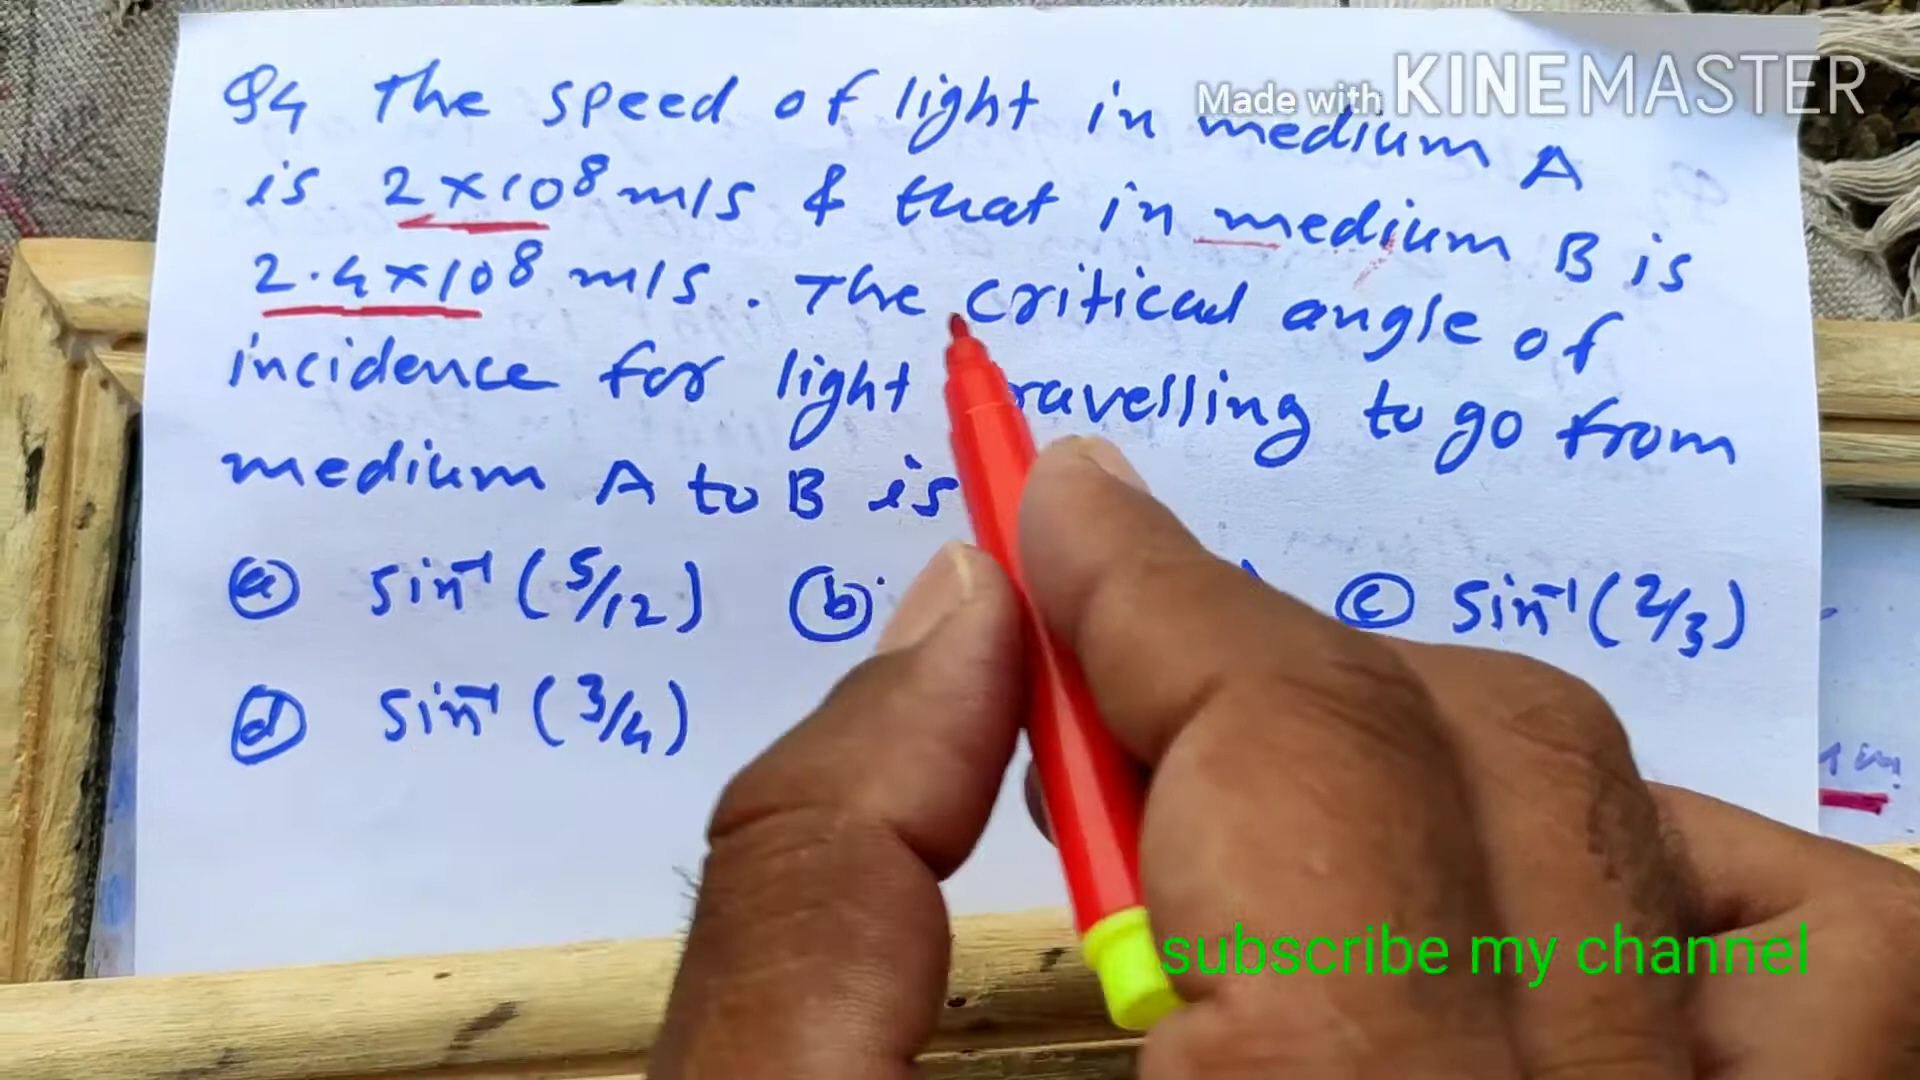 Made with KINEMASTER
Q4 The speed of light in medium A
is 2×10⁸ m/s & that in medium B is
2.4×10⁸ m/s. The critical angle of
incidence for light travelling to go from
medium A to B is
(a) sin⁻¹ (5/12) (b) (c) sin⁻¹ (2/3)
(d) sin⁻¹ (3/4)
subscribe my channel